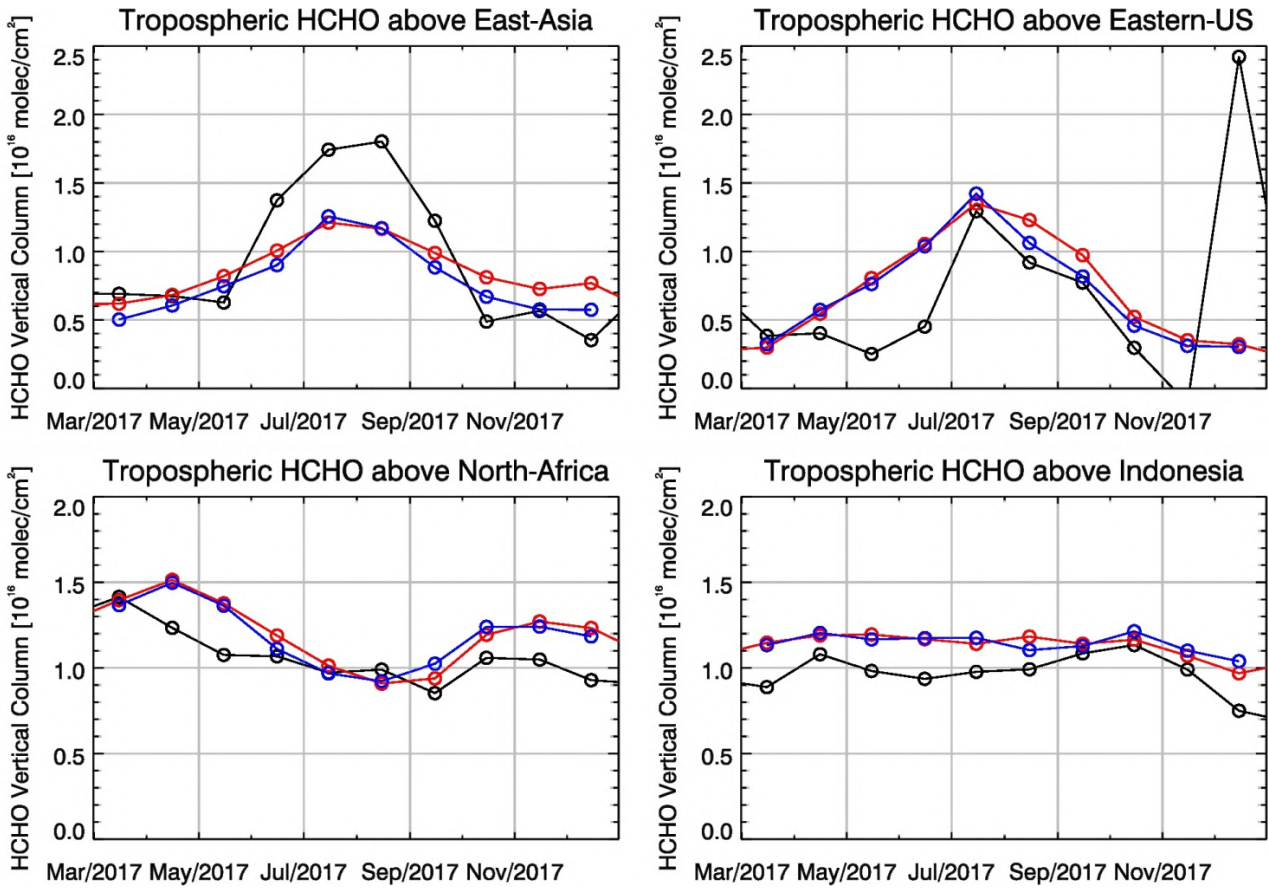 Tropospheric HCHO above East-Asia
HCHO Vertical Column [10¹⁶ molec/cm²]
2.5
2.0
1.5
1.0
0.5
0.0
Mar/2017 May/2017 Jul/2017 Sep/2017 Nov/2017
Tropospheric HCHO above Eastern-US
HCHO Vertical Column [10¹⁶ molec/cm²]
2.5
2.0
1.5
1.0
0.5
0.0
Mar/2017 May/2017 Jul/2017 Sep/2017 Nov/2017
Tropospheric HCHO above North-Africa
HCHO Vertical Column [10¹⁶ molec/cm²]
2.0
1.5
1.0
0.5
0.0
Mar/2017 May/2017 Jul/2017 Sep/2017 Nov/2017
Tropospheric HCHO above Indonesia
HCHO Vertical Column [10¹⁶ molec/cm²]
2.0
1.5
1.0
0.5
0.0
Mar/2017 May/2017 Jul/2017 Sep/2017 Nov/2017